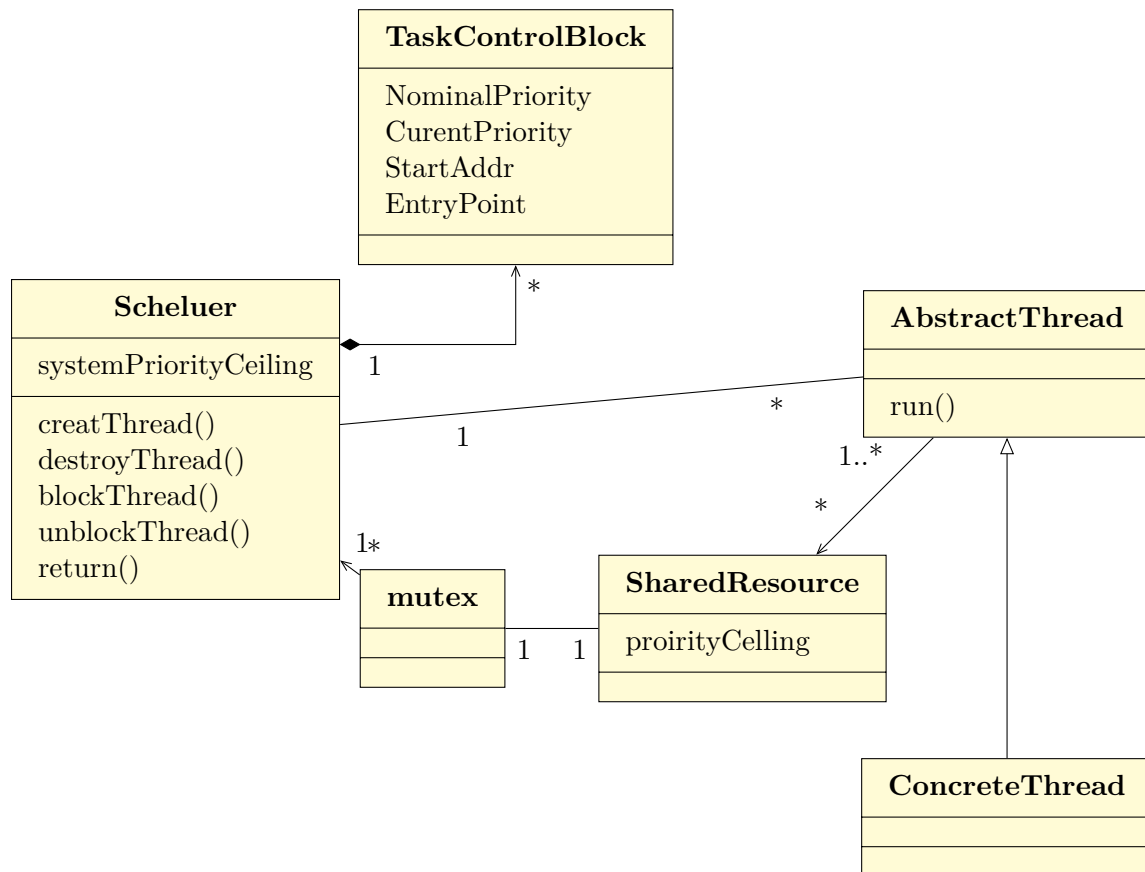 TaskControlBlock
NominalPriority
CurentPriority
StartAddr
EntryPoint
*
Scheluer
systemPriorityCeiling
creatThread()
destroyThread()
blockThread()
unblockThread()
return()
1
1
*
AbstractThread
run()
1..*
*
1
*
mutex
1
1
SharedResource
proirityCelling
ConcreteThread